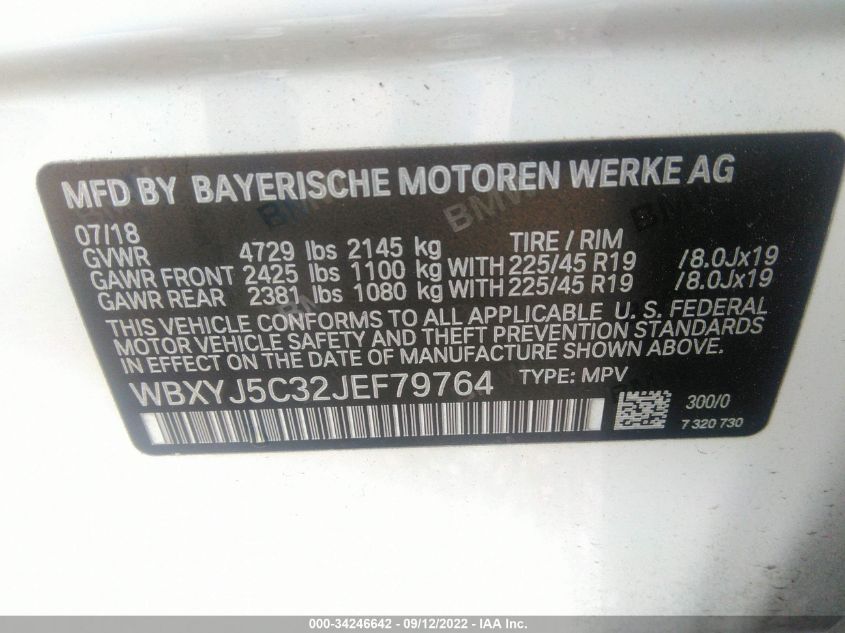 MFD BY BAYERISCHE MOTOREN WERKE AG
07/18
GVWR 4729 lbs 2145 kg TIRE / RIM
GAWR FRONT 2425 lbs 1100 kg WITH 225/45 R19 /8.0Jx19
GAWR REAR 2381 lbs 1080 kg WITH 225/45 R19 /8.0Jx19
THIS VEHICLE CONFORMS TO ALL APPLICABLE U. S. FEDERAL
MOTOR VEHICLE SAFETY AND THEFT PREVENTION STANDARDS
IN EFFECT ON THE DATE OF MANUFACTURE SHOWN ABOVE.
WBXYJ5C32JEF79764 TYPE: MPV
300/0
7 320 730
000-34246642 - 09/12/2022 - IAA Inc.